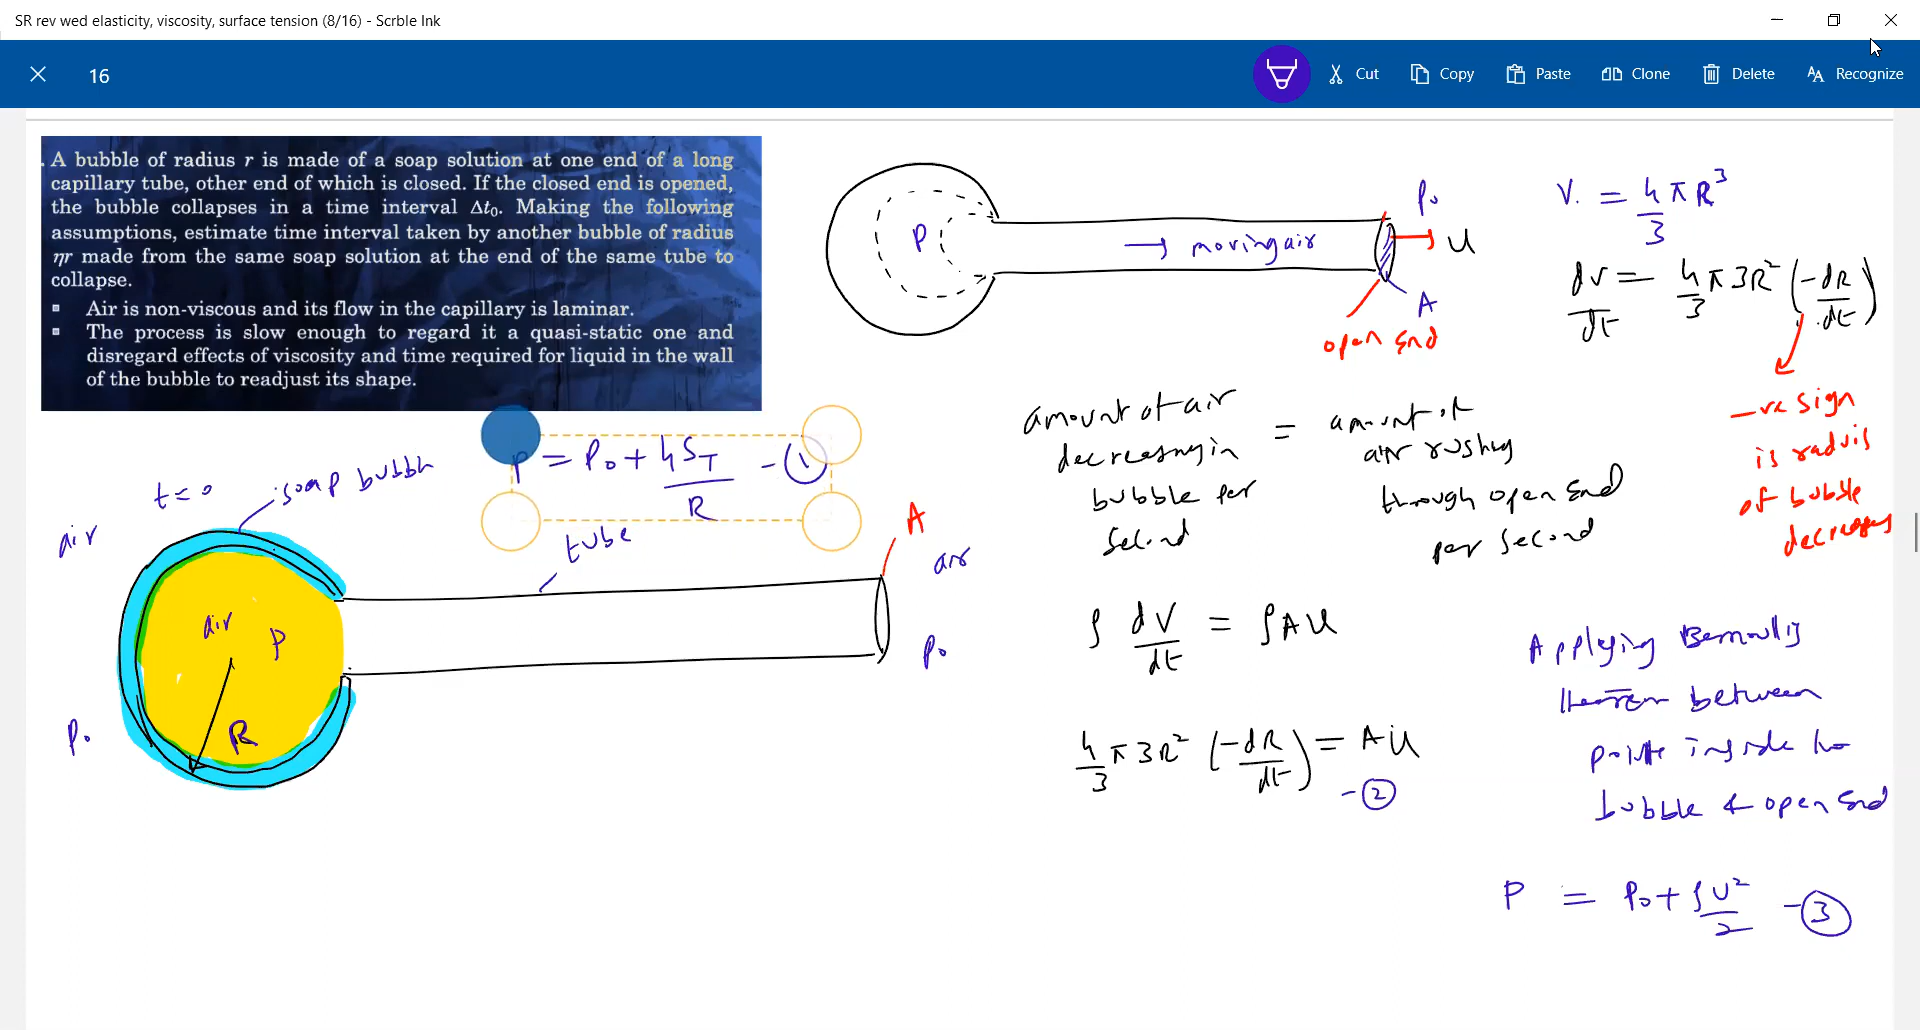 SR rev wed elasticity, viscosity, surface tension (8/16) - Scrble Ink
16
Cut
Copy
Paste
Clone
Delete
Recognize
. A bubble of radius r is made of a soap solution at one end of a long
capillary tube, other end of which is closed. If the closed end is opened,
the bubble collapses in a time interval Δt₀. Making the following
assumptions, estimate time interval taken by another bubble of radius
ηr made from the same soap solution at the end of the same tube to
collapse.
▪ Air is non-viscous and its flow in the capillary is laminar.
▪ The process is slow enough to regard it a quasi-static one and
disregard effects of viscosity and time required for liquid in the wall
of the bubble to readjust its shape.
P = P₀ + 4S_T/R - ①
t = 0
soap bubble
air
tube
A
air
air P
R
P₀
P₀
P
→ moving air
P₀
U
A
open end
V. = 4/3 π R³
dV/dt = 4/3 π 3R² (-dR/dt)
-ve sign
is radius
of bubble
decreases
amount of air
decreasing in
bubble per
second
=
amount of
air rushing
through open end
per second
ρ dV/dt = ρAU
4/3 π 3R² (-dR/dt) = AU
- ②
Applying Bernoulli's
theorem between
points inside the
bubble & open end
P = P₀ + ρU²/2 - ③